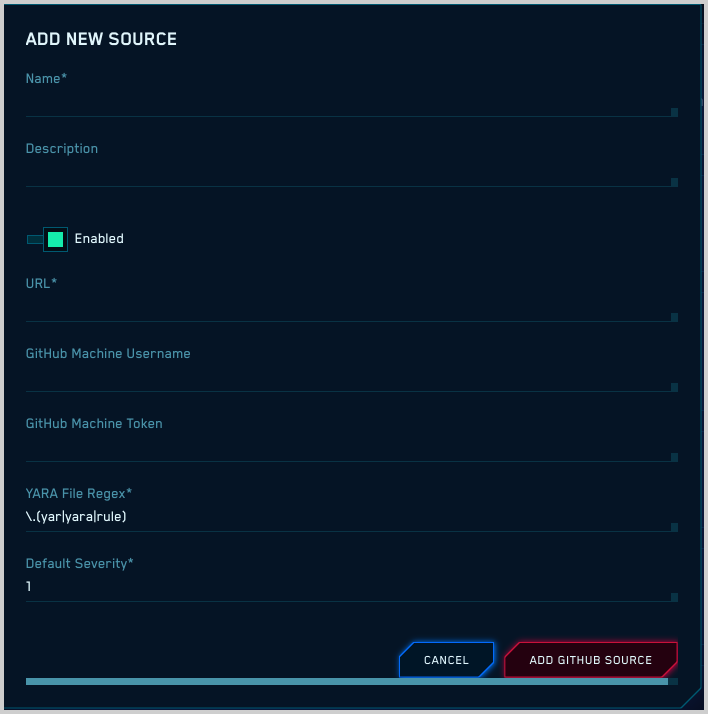 ADD NEW SOURCE
Name*
Description
Enabled
URL*
GitHub Machine Username
GitHub Machine Token
YARA File Regex*
\.(yar|yara|rule)
Default Severity*
1
CANCEL ADD GITHUB SOURCE